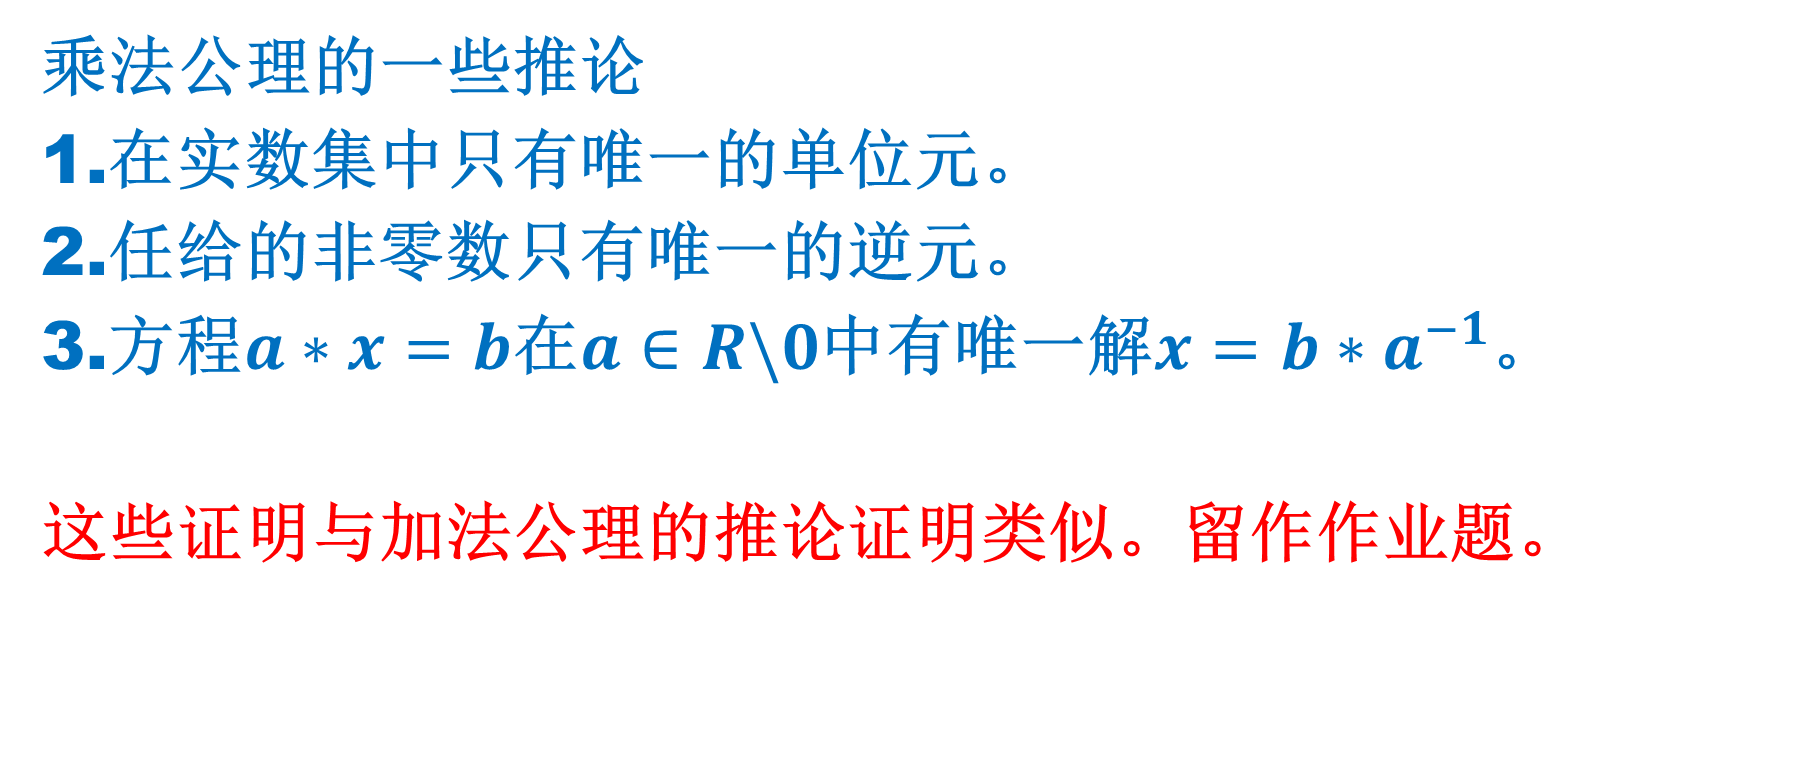 乘法公理的一些推论
1.在实数集中只有唯一的单位元。
2.任给的非零数只有唯一的逆元。
3.方程a ∗ x = b在a ∈ R\0中有唯一解x = b ∗ a⁻¹。
这些证明与加法公理的推论证明类似。留作作业题。